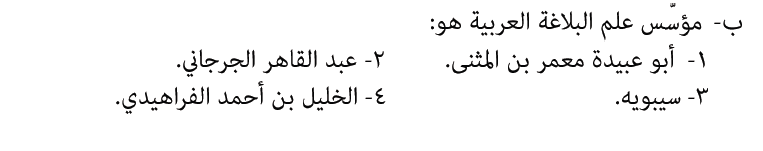 ب- مؤسّس علم البلاغة العربية هو:
١- أبو عبيدة معمر بن المثنى. ٢- عبد القاهر الجرجاني.
٣- سيبويه. ٤- الخليل بن أحمد الفراهيدي.